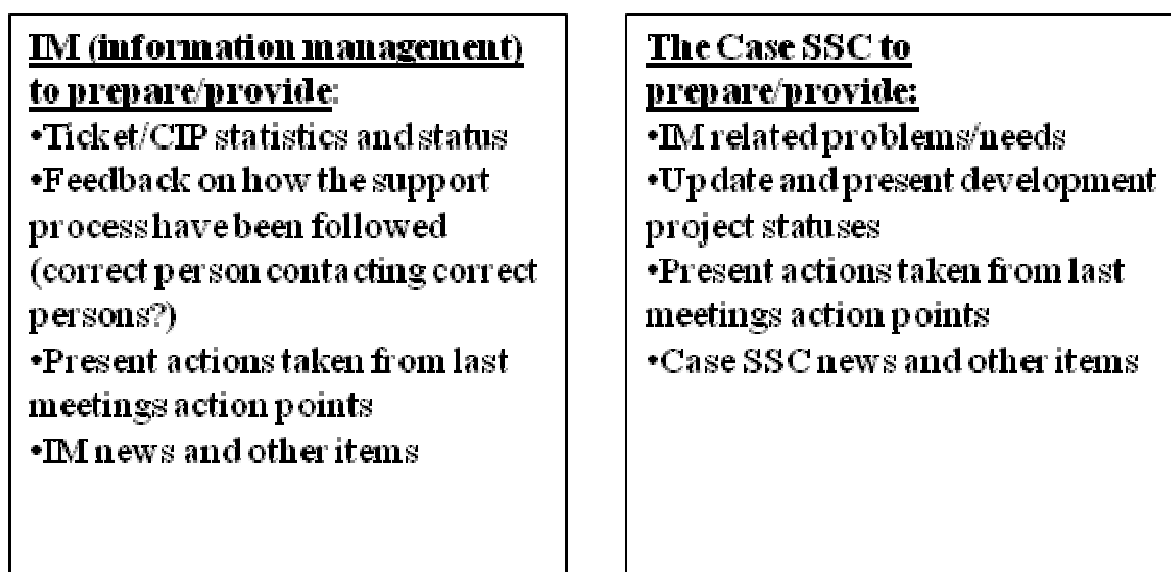 IM (information management)
to prepare/provide:
•Ticket/CIP statistics and status
•Feedback on how the support
process have been followed
(correct person contacting correct
persons?)
•Present actions taken from last
meetings action points
•IM news and other items
The Case SSC to
prepare/provide:
•IM related problems/needs
•Update and present development
project statuses
•Present actions taken from last
meetings action points
•Case SSC news and other items